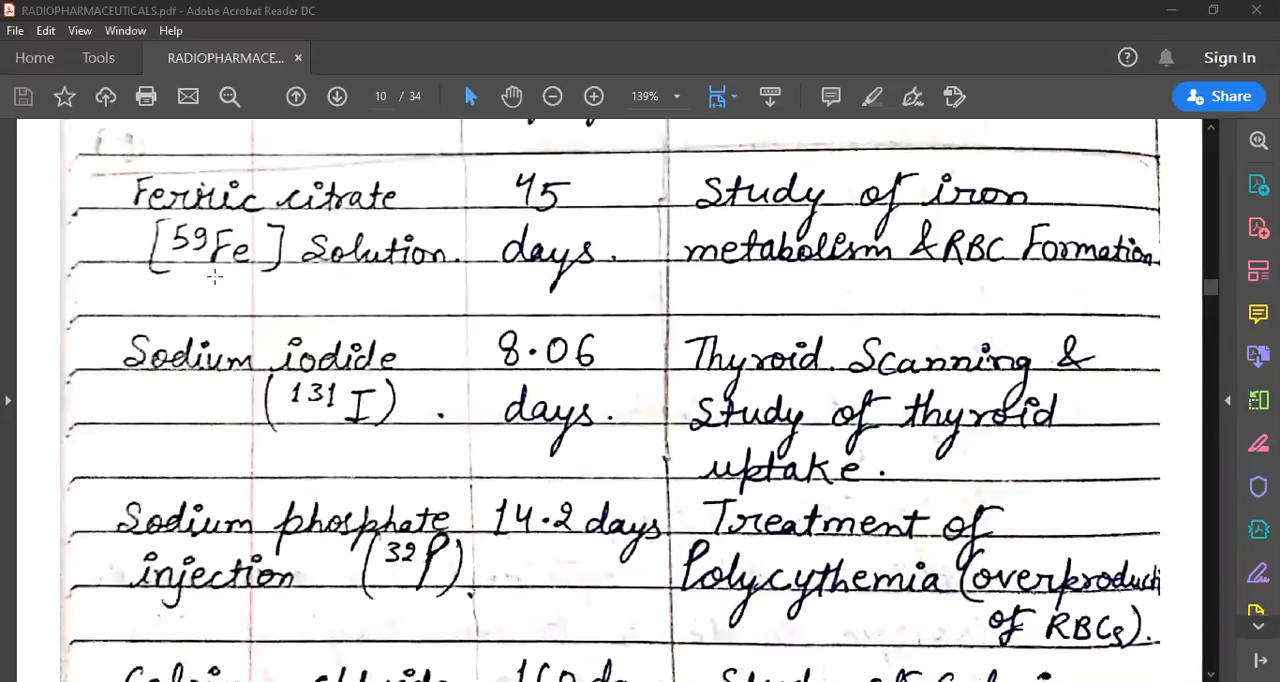 RADIOPHARMACEUTICALS.pdf - Adobe Acrobat Reader DC
File Edit View Window Help
Home Tools RADIOPHARMACE... × Sign In
10 / 34 139% Share
Ferric citrate 45 Study of iron
[59Fe] Solution. days. metabolism & RBC Formation
Sodium iodide 8.06 Thyroid. Scanning &
(131 I). days. Study of thyroid
uptake.
Sodium phosphate 14.2 days Treatment of
injection (32P). Polycythemia (overproducti
of RBCs).